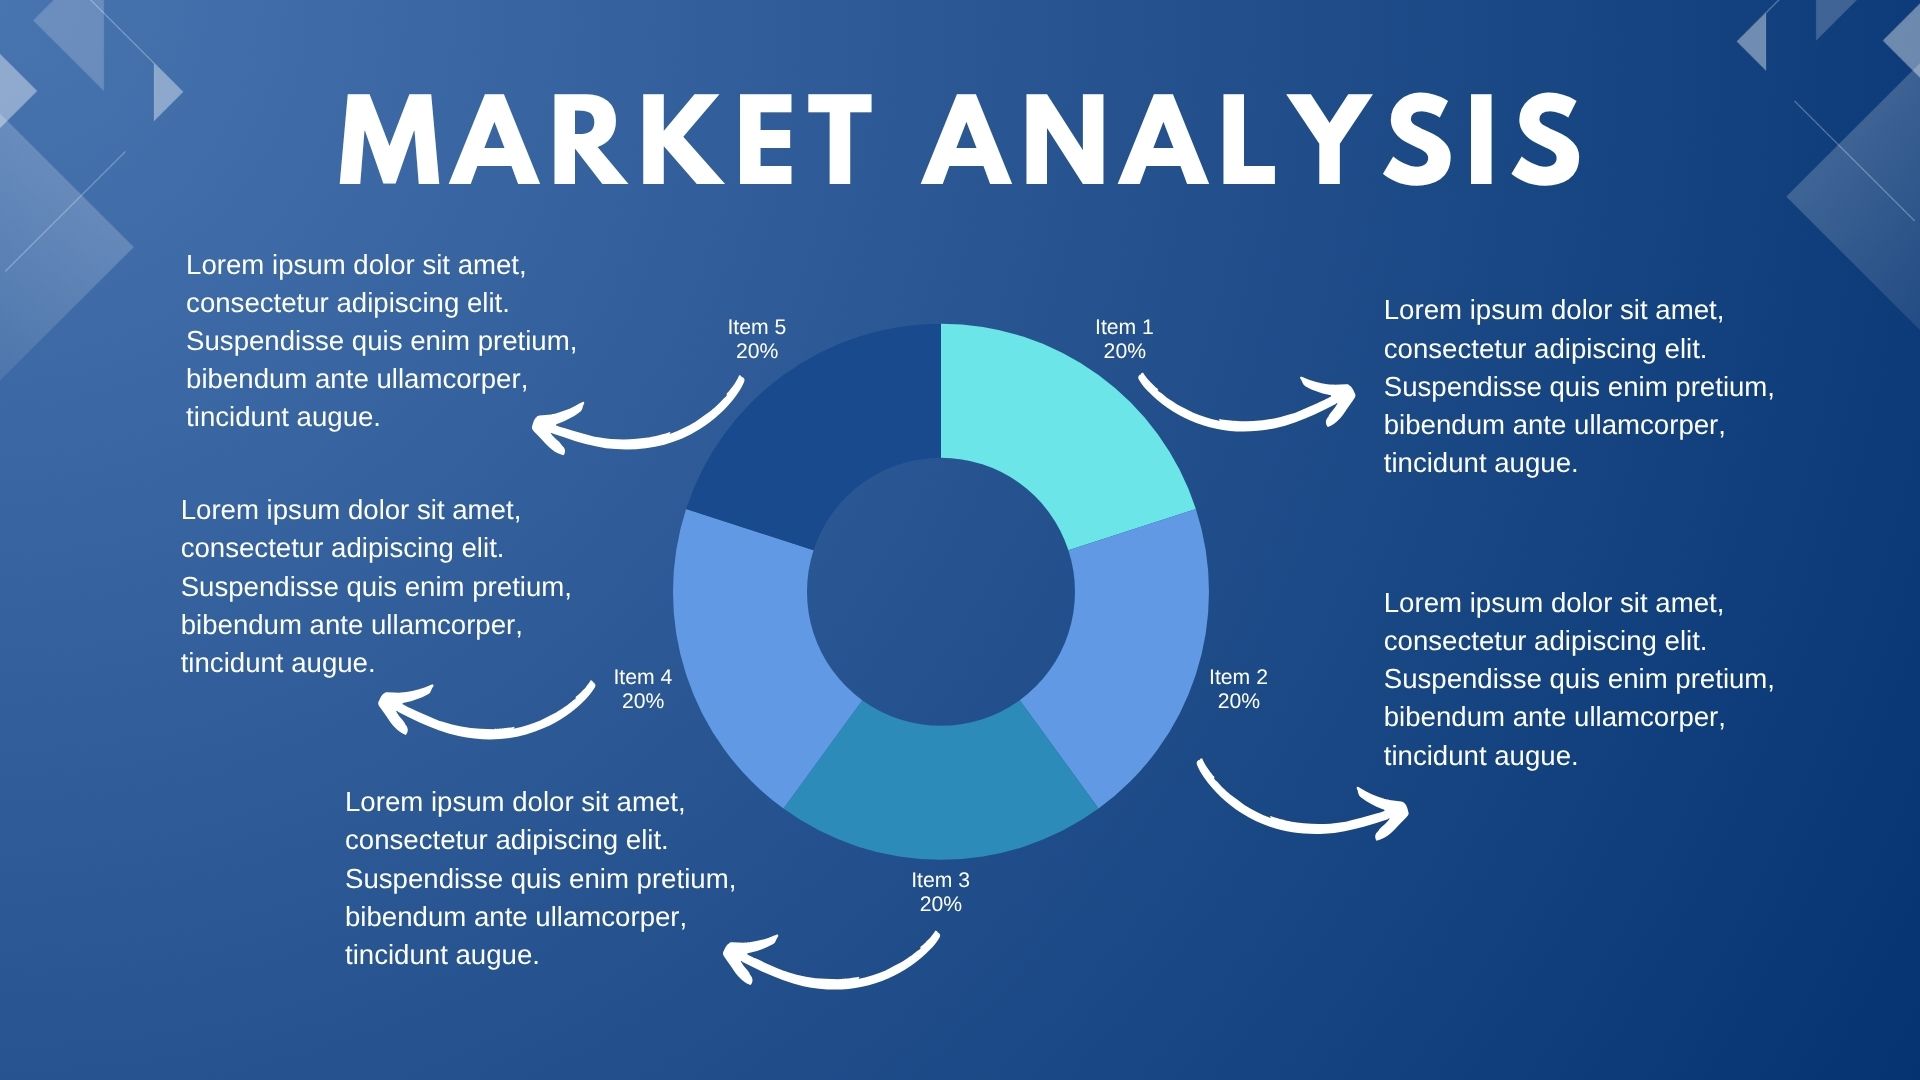 MARKET ANALYSIS
Lorem ipsum dolor sit amet,
consectetur adipiscing elit.
Suspendisse quis enim pretium,
bibendum ante ullamcorper,
tincidunt augue.
Item 5
20%
Item 1
20%
Lorem ipsum dolor sit amet,
consectetur adipiscing elit.
Suspendisse quis enim pretium,
bibendum ante ullamcorper,
tincidunt augue.
Lorem ipsum dolor sit amet,
consectetur adipiscing elit.
Suspendisse quis enim pretium,
bibendum ante ullamcorper,
tincidunt augue.
Item 4
20%
Item 2
20%
Lorem ipsum dolor sit amet,
consectetur adipiscing elit.
Suspendisse quis enim pretium,
bibendum ante ullamcorper,
tincidunt augue.
Lorem ipsum dolor sit amet,
consectetur adipiscing elit.
Suspendisse quis enim pretium,
bibendum ante ullamcorper,
tincidunt augue.
Item 3
20%